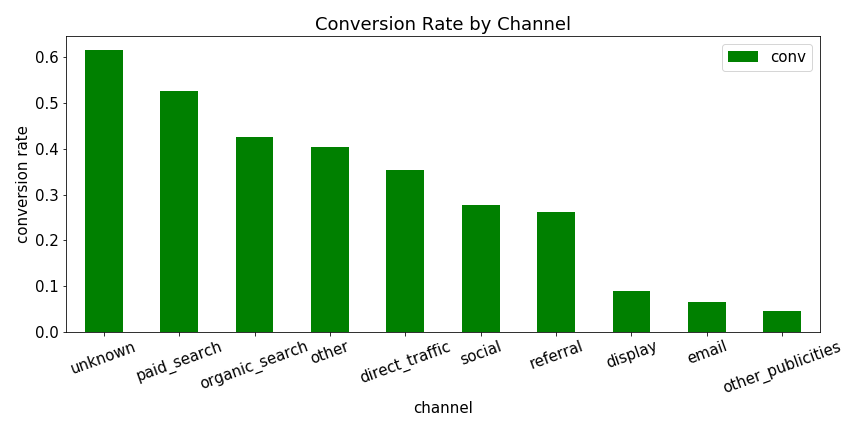 Conversion Rate by Channel
conv
conversion rate
0.6
0.5
0.4
0.3
0.2
0.1
0.0
unknown
paid_search
organic_search
other
direct_traffic
social
referral
display
email
other_publicities
channel